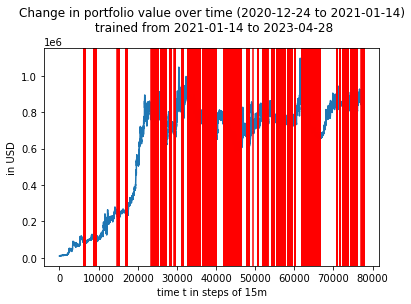 Change in portfolio value over time (2020-12-24 to 2021-01-14)
trained from 2021-01-14 to 2023-04-28
1e6
1.0
0.8
0.6
0.4
0.2
0.0
in USD
0 10000 20000 30000 40000 50000 60000 70000 80000
time t in steps of 15m